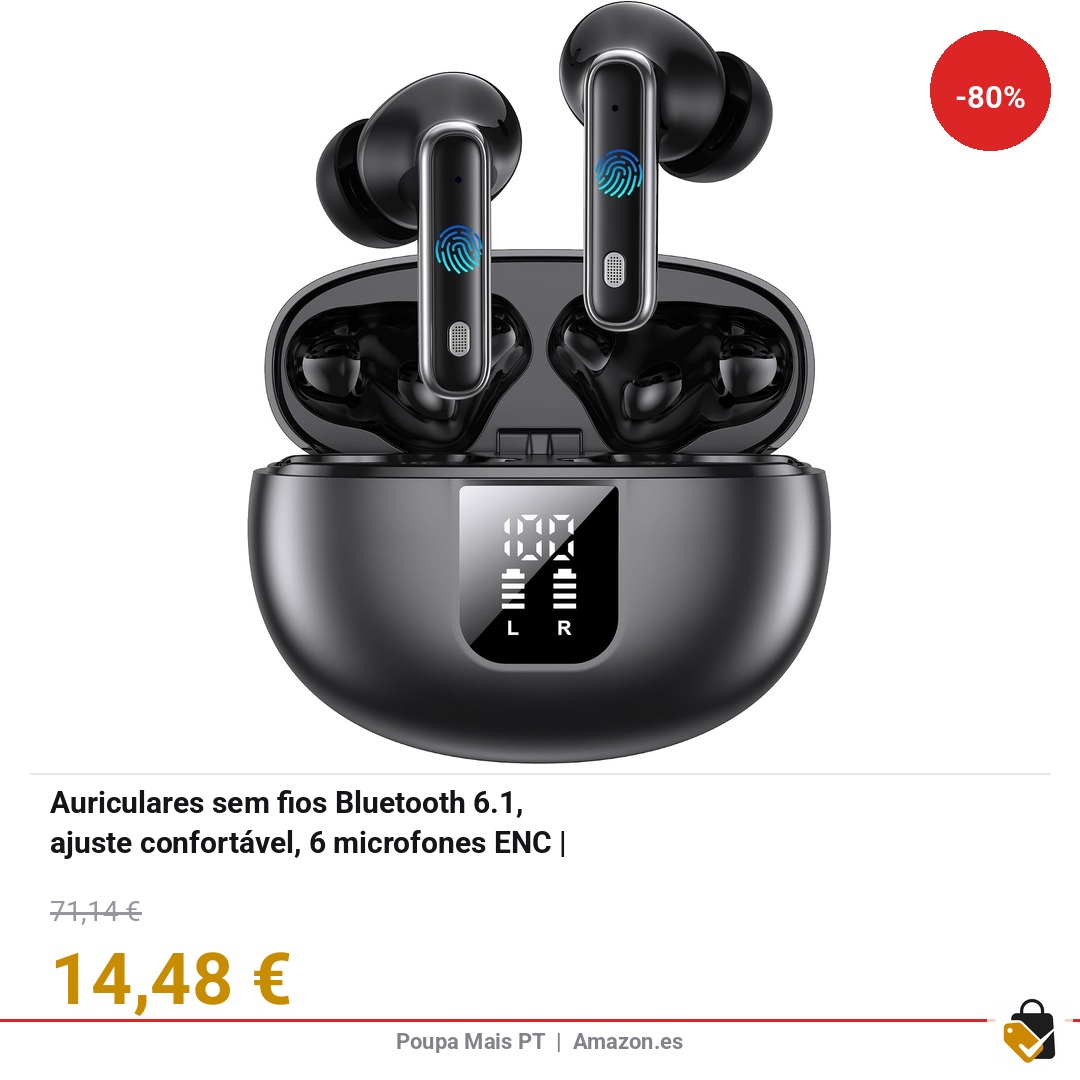 -80%
100
L R
Auriculares sem fios Bluetooth 6.1,
ajuste confortável, 6 microfones ENC |
71,14 €
14,48 €
Poupa Mais PT | Amazon.es